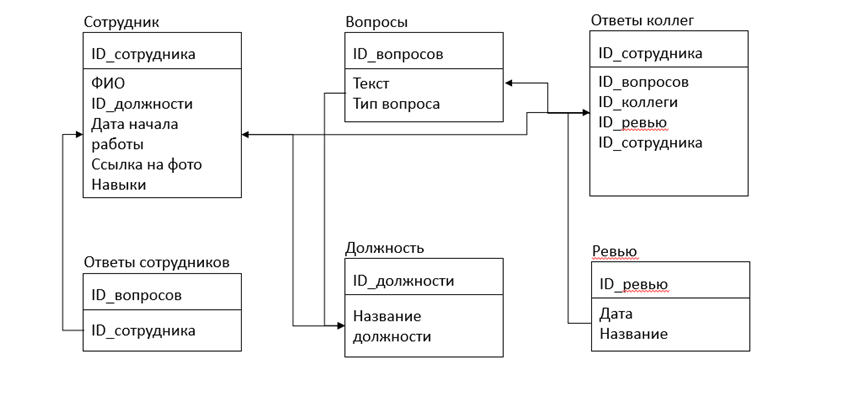 Сотрудник
ID_сотрудника
ФИО
ID_должности
Дата начала
работы
Ссылка на фото
Навыки
Вопросы
ID_вопросов
Текст
Тип вопроса
Ответы коллег
ID_сотрудника
ID_вопросов
ID_коллеги
ID_ревью
ID_сотрудника
Ответы сотрудников
ID_вопросов
ID_сотрудника
Должность
ID_должности
Название
должности
Ревью
ID_ревью
Дата
Название